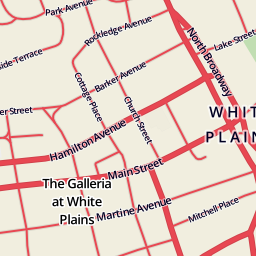 Park Avenue
Rockledge Avenue
North Broadway
Lake Street
Terrace
Barker Avenue
Cottage Place
Church Street
Street
WHIT
PLAIN
Hamilton Avenue
Main Street
The Galleria
at White
Plains
Martine Avenue
Mitchell Place